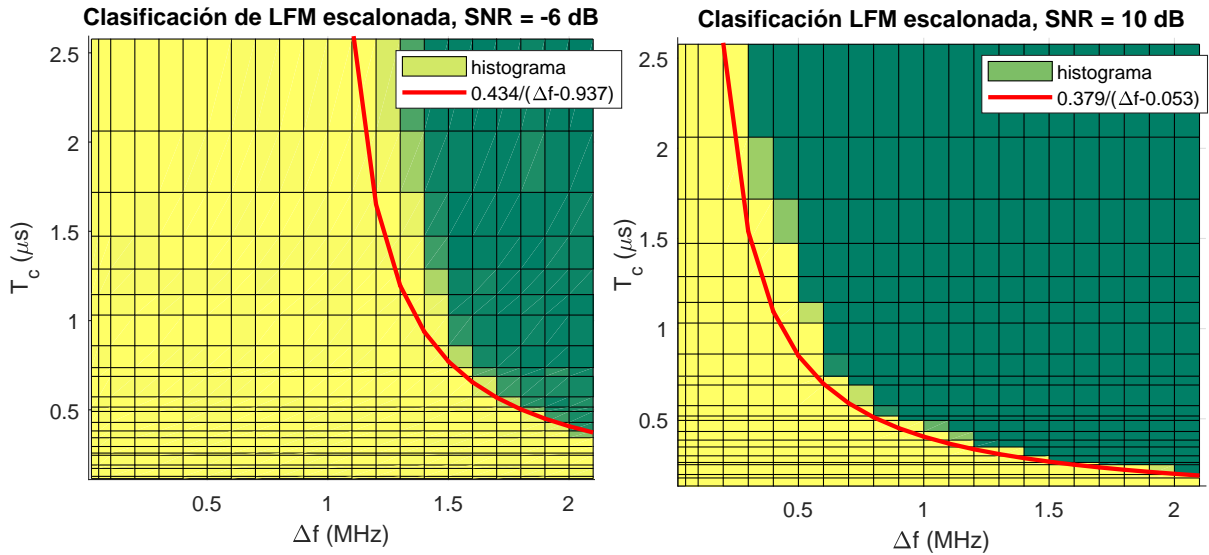 Clasificación de LFM escalonada, SNR = -6 dB
2.5
2
1.5
1
0.5
T_c (μs)
histograma
0.434/(Δf-0.937)
0.5
1
1.5
2
Δf (MHz)
Clasificación LFM escalonada, SNR = 10 dB
2.5
2
1.5
1
0.5
T_c (μs)
histograma
0.379/(Δf-0.053)
0.5
1
1.5
2
Δf (MHz)